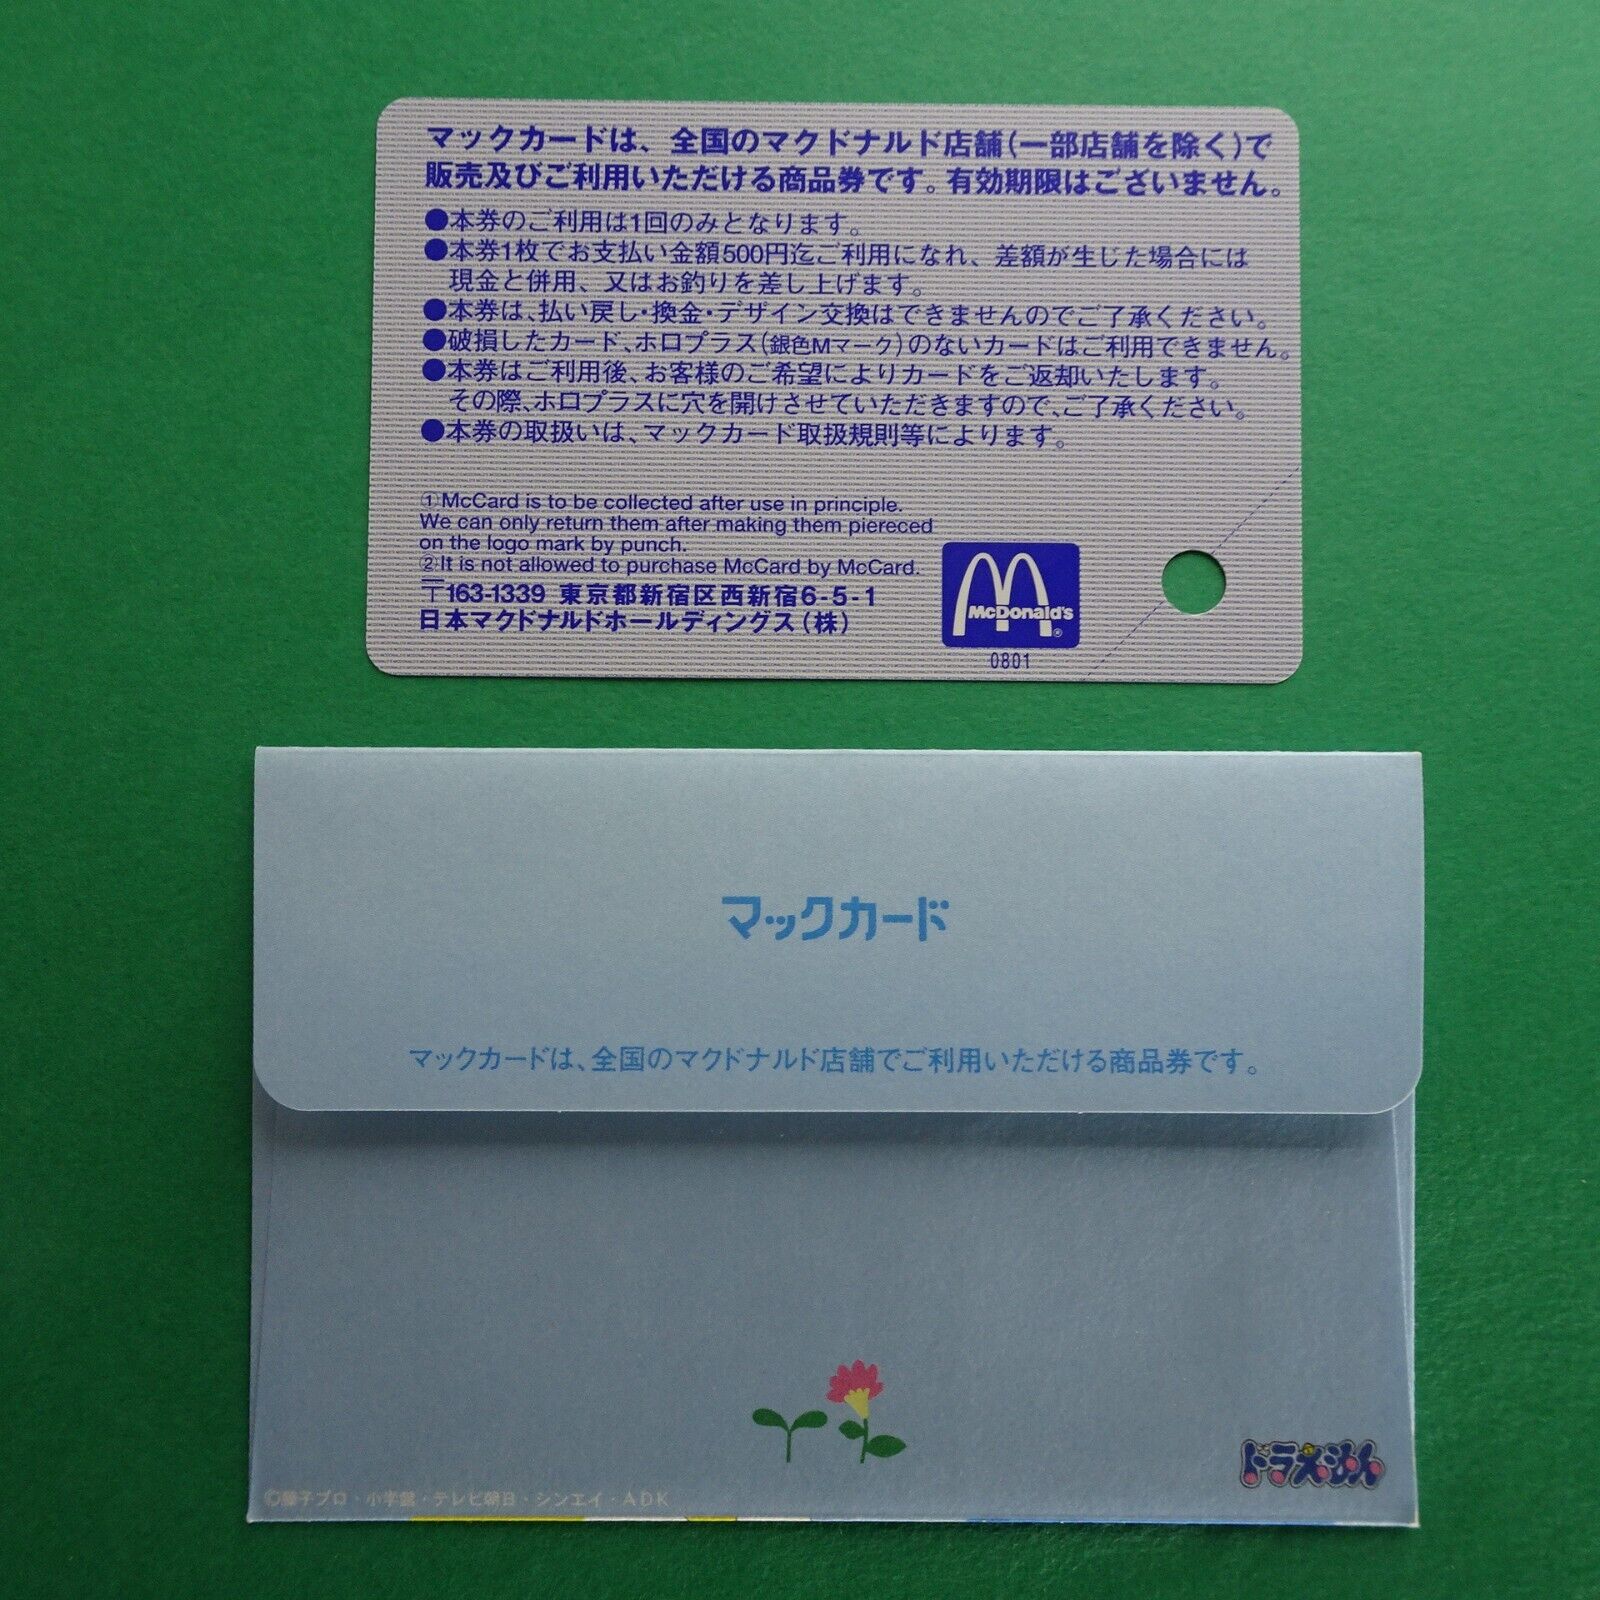 マックカードは、全国のマクドナルド店舗(一部店舗を除く)で
販売及びご利用いただける商品券です。有効期限はございません。
●本券のご利用は1回のみとなります。
●本券1枚でお支払い金額500円迄ご利用になれ、差額が生じた場合には
現金と併用、又はお釣りを差し上げます。
●本券は、払い戻し・換金・デザイン交換はできませんのでご了承ください。
●破損したカード、ホロプラス(銀色Mマーク)のないカードはご利用できません。
●本券はご利用後、お客様のご希望によりカードをご返却いたします。
その際、ホロプラスに穴を開けさせていただきますので、ご了承ください。
●本券の取扱いは、マックカード取扱規則等によります。
①McCard is to be collected after use in principle.
We can only return them after making them piereced
on the logo mark by punch.
②It is not allowed to purchase McCard by McCard.
〒163-1339 東京都新宿区西新宿6-5-1
日本マクドナルドホールディングス(株)
McDonald's ®
0801
マックカード
マックカードは、全国のマクドナルド店舗でご利用いただける商品券です。
ドラえもん
©藤子プロ・小学館・テレビ朝日・シンエイ・ADK